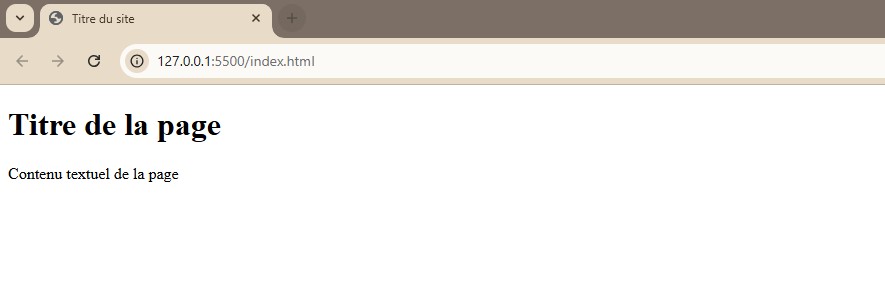 Titre du site
127.0.0.1:5500/index.html
Titre de la page
Contenu textuel de la page